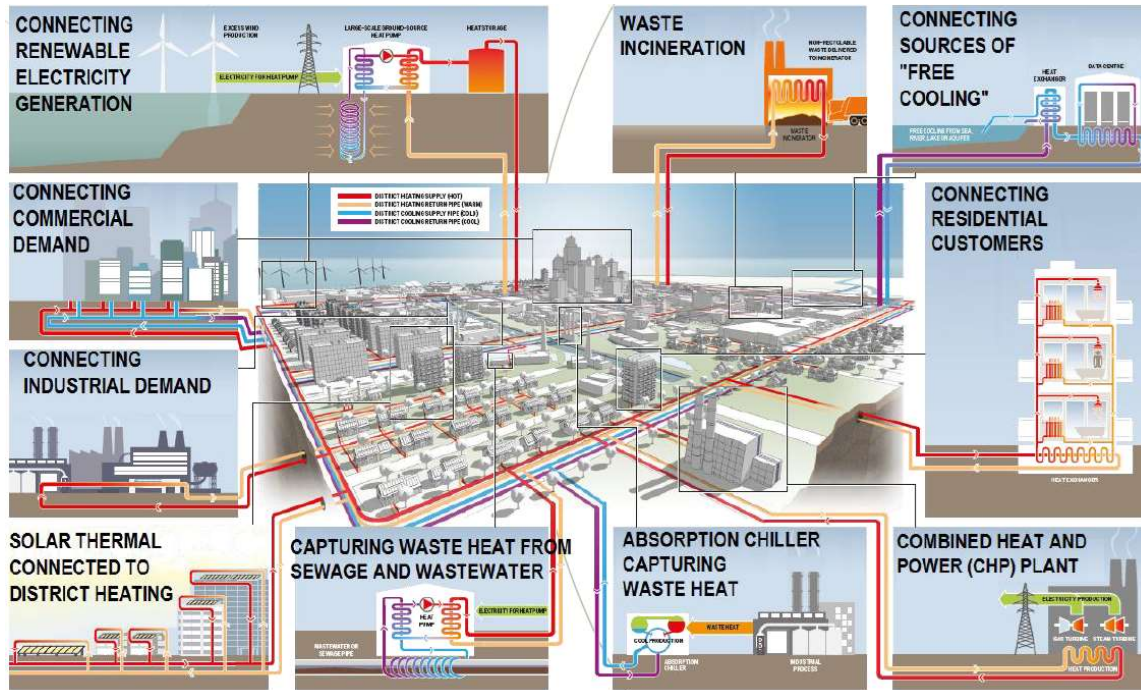 CONNECTING
RENEWABLE
ELECTRICITY
GENERATION
EXCESS WIND
PRODUCTION
ELECTRICITY FOR HEAT PUMP
LARGE-SCALE GROUND-SOURCE
HEAT PUMP
HEAT STORAGE
WASTE
INCINERATION
NON-RECYCLABLE
WASTE DELIVERED
TO INCINERATOR
WASTE
INCINERATOR
CONNECTING
SOURCES OF
"FREE
COOLING"
HEAT
EXCHANGER
DATA CENTRE
FREE COOLING FROM SEA,
RIVER, LAKE OR AQUIFER
CONNECTING
COMMERCIAL
DEMAND
DISTRICT HEATING SUPPLY (HOT)
DISTRICT HEATING RETURN PIPE (WARM)
DISTRICT COOLING SUPPLY PIPE (COLD)
DISTRICT COOLING RETURN PIPE (COOL)
CONNECTING
RESIDENTIAL
CUSTOMERS
HEAT EXCHANGER
CONNECTING
INDUSTRIAL DEMAND
SOLAR THERMAL
CONNECTED TO
DISTRICT HEATING
CAPTURING WASTE HEAT FROM
SEWAGE AND WASTEWATER
HEAT
PUMP
ELECTRICITY FOR HEAT PUMP
WASTEWATER OR
SEWAGE PIPE
ABSORPTION CHILLER
CAPTURING
WASTE HEAT
COOL PRODUCTION
WASTE HEAT
ABSORPTION
CHILLER
INDUSTRIAL
PROCESS
COMBINED HEAT AND
POWER (CHP) PLANT
ELECTRICITY PRODUCTION
GAS TURBINE
STEAM TURBINE
HEAT PRODUCTION